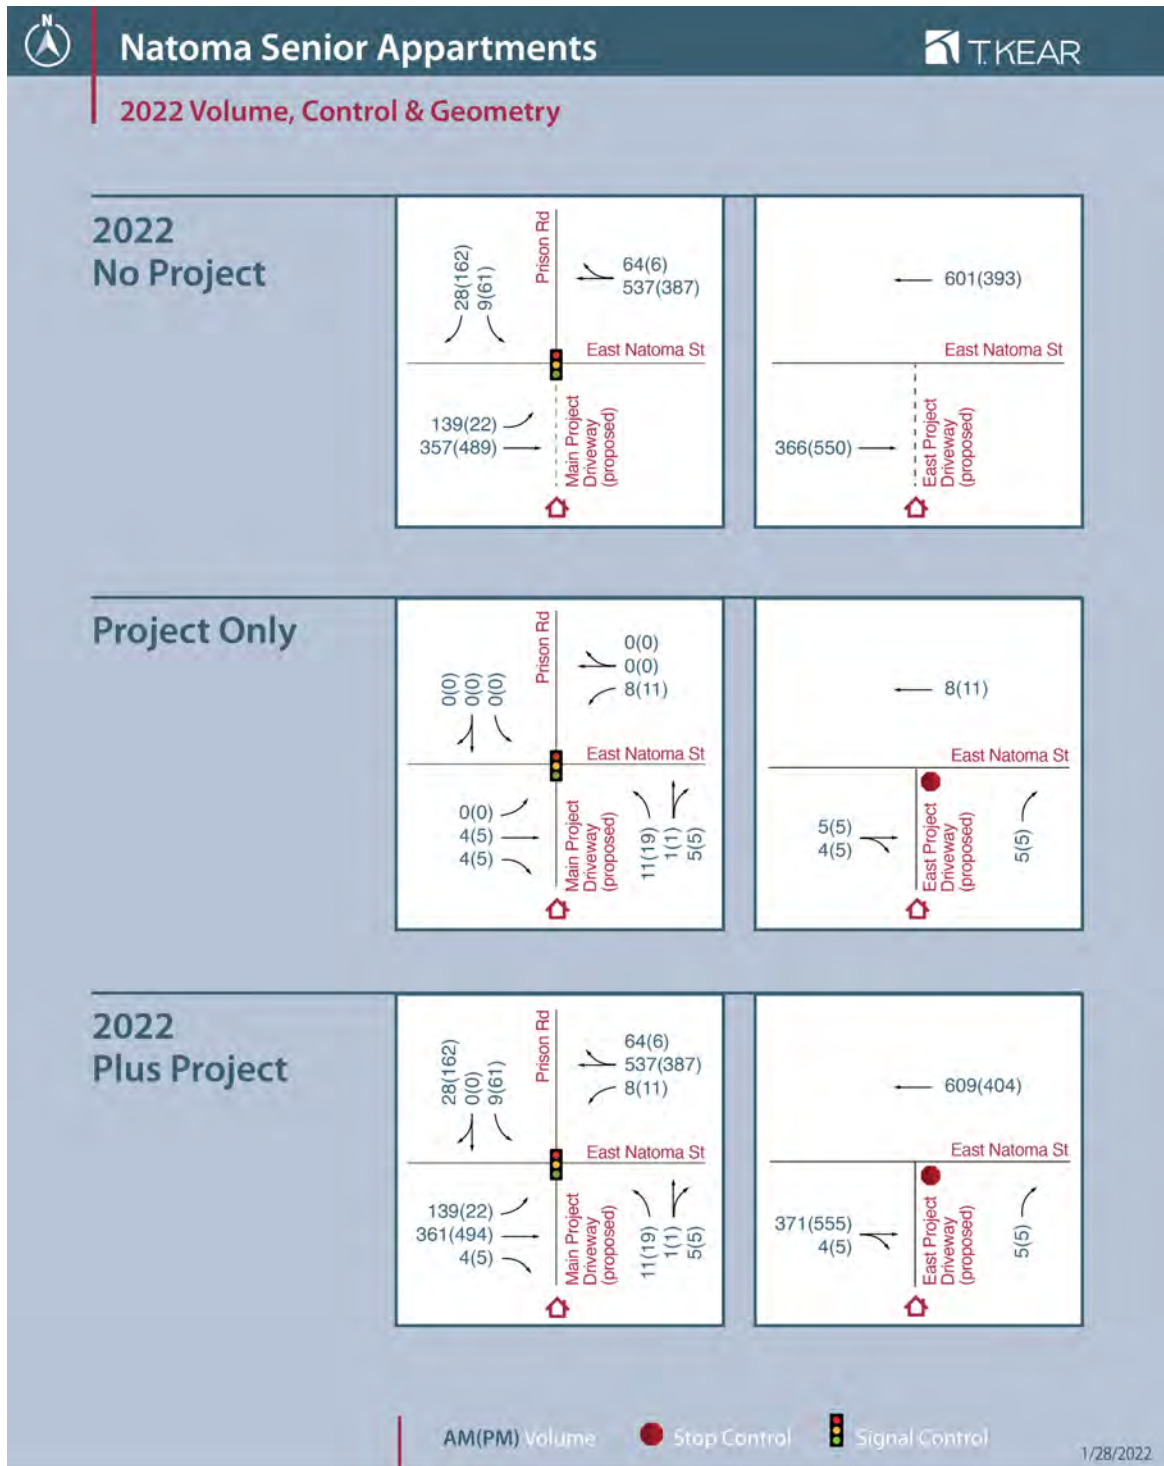 N
Natoma Senior Appartments
T.KEAR
2022 Volume, Control & Geometry
2022
No Project
28(162)
9(61)
Prison Rd
64(6)
537(387)
East Natoma St
139(22)
357(489)
Main Project
Driveway
(proposed)
601(393)
East Natoma St
366(550)
East Project
Driveway
(proposed)
Project Only
0(0)
0(0)
0(0)
Prison Rd
0(0)
0(0)
8(11)
East Natoma St
0(0)
4(5)
4(5)
Main Project
Driveway
(proposed)
11(19)
1(1)
5(5)
8(11)
East Natoma St
5(5)
4(5)
East Project
Driveway
(proposed)
5(5)
2022
Plus Project
28(162)
0(0)
9(61)
Prison Rd
64(6)
537(387)
8(11)
East Natoma St
139(22)
361(494)
4(5)
Main Project
Driveway
(proposed)
11(19)
1(1)
5(5)
609(404)
East Natoma St
371(555)
4(5)
East Project
Driveway
(proposed)
5(5)
AM(PM) Volume
Stop Control
Signal Control
1/28/2022